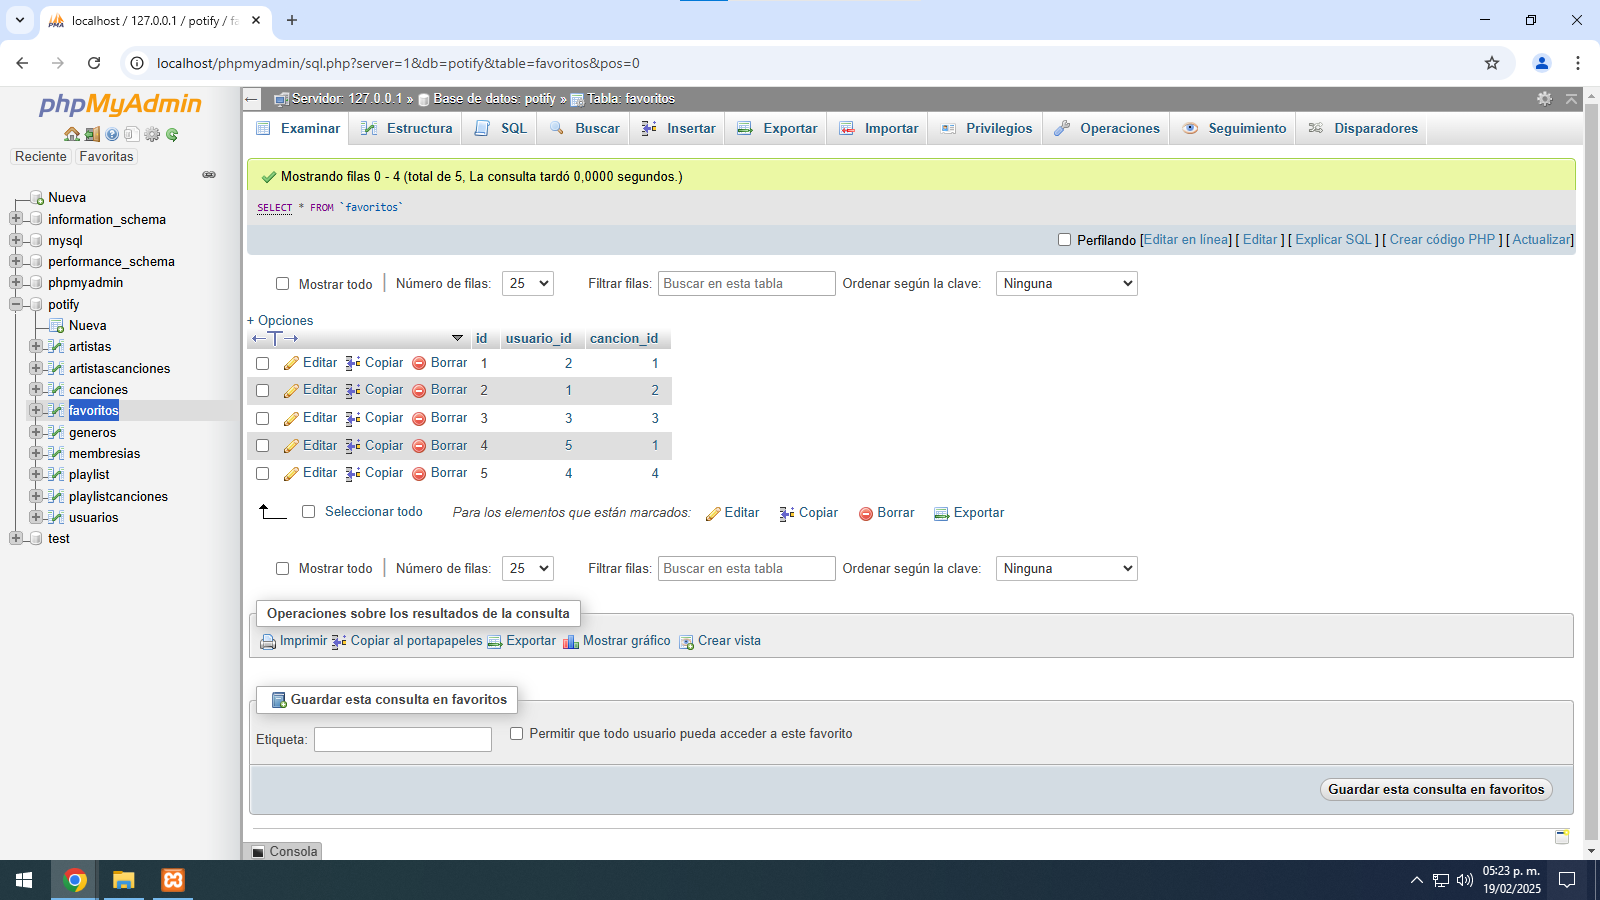 localhost / 127.0.0.1 / potify / fa
localhost/phpmyadmin/sql.php?server=1&db=potify&table=favoritos&pos=0
phpMyAdmin
Reciente Favoritas
Nueva
information_schema
mysql
performance_schema
phpmyadmin
potify
Nueva
artistas
artistascanciones
canciones
favoritos
generos
membresias
playlist
playlistcanciones
usuarios
test
Servidor: 127.0.0.1 » Base de datos: potify » Tabla: favoritos
Examinar Estructura SQL Buscar Insertar Exportar Importar Privilegios Operaciones Seguimiento Disparadores
Mostrando filas 0 - 4 (total de 5, La consulta tardó 0,0000 segundos.)
SELECT * FROM `favoritos`
Perfilando [Editar en línea] [ Editar ] [ Explicar SQL ] [ Crear código PHP ] [ Actualizar]
Mostrar todo Número de filas: 25 Filtrar filas: Buscar en esta tabla Ordenar según la clave: Ninguna
+ Opciones
←T→ id usuario_id cancion_id
Editar Copiar Borrar 1 2 1
Editar Copiar Borrar 2 1 2
Editar Copiar Borrar 3 3 3
Editar Copiar Borrar 4 5 1
Editar Copiar Borrar 5 4 4
Seleccionar todo Para los elementos que están marcados: Editar Copiar Borrar Exportar
Mostrar todo Número de filas: 25 Filtrar filas: Buscar en esta tabla Ordenar según la clave: Ninguna
Operaciones sobre los resultados de la consulta
Imprimir Copiar al portapapeles Exportar Mostrar gráfico Crear vista
Guardar esta consulta en favoritos
Etiqueta: Permitir que todo usuario pueda acceder a este favorito
Guardar esta consulta en favoritos
Consola
05:23 p. m.
19/02/2025